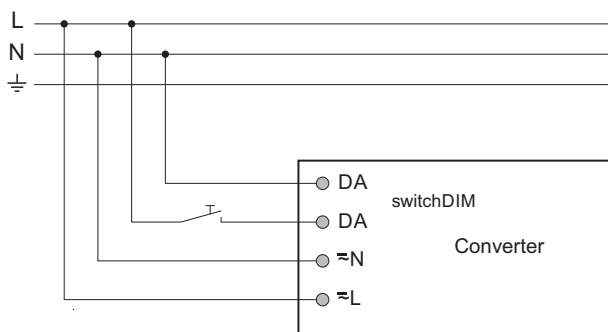 L
N
DA
switchDIM
DA
Converter
≂N
≂L